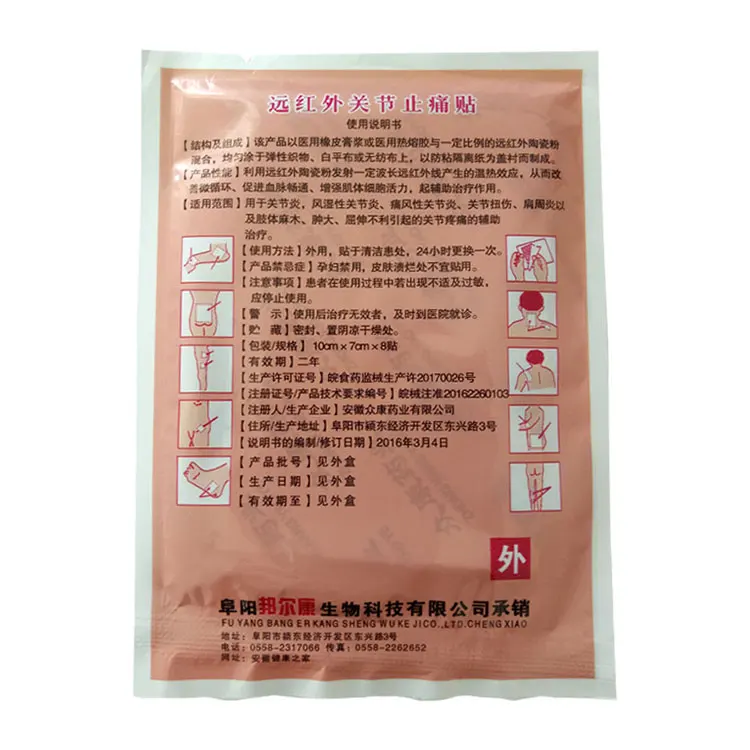 远红外关节止痛贴
使用说明书
【结构及组成】该产品以医用橡皮膏浆或医用热熔胶与一定比例的远红外陶瓷粉
混合，均匀涂于弹性织物、白平布或无纺布上，以防粘隔离纸为盖衬而制成。
【产品性能】利用远红外陶瓷粉发射一定波长远红外线产生的温热效应，从而改
善微循环、促进血脉畅通、增强肌体细胞活力，起辅助治疗作用。
【适用范围】用于关节炎，风湿性关节炎、痛风性关节炎、关节扭伤、肩周炎以
及肢体麻木、肿大、屈伸不利引起的关节疼痛的辅助
治疗。
【使用方法】外用，贴于清洁患处，24小时更换一次。
【产品禁忌症】孕妇禁用，皮肤溃烂处不宜贴用。
【注意事项】患者在使用过程中若出现不适及过敏，
应停止使用。
【警 示】使用后治疗无效者，及时到医院就诊。
【贮 藏】密封、置阴凉干燥处。
【包装/规格】 10cm×7cm×8贴
【有效期】二年
【生产许可证号】皖食药监械生产许20170026号
【注册证号/产品技术要求编号】皖械注准20162260103
【注册人/生产企业】安徽众康药业有限公司
【住所/生产地址】阜阳市颍东经济开发区东兴路3号
【说明书的编制/修订日期】2016年3月4日
【产品批号】见外盒
【生产日期】见外盒
【有效期至】见外盒
外
阜阳邦尔康生物科技有限公司承销
FU YANG BANG ER KANG SHENG WU KE JI CO.,LTD.CHENG XIAO
地址：阜阳市颍东经济开发区东兴路3号
电话：0558-2317066 传真：0558-2262652
网址：安徽健康之家